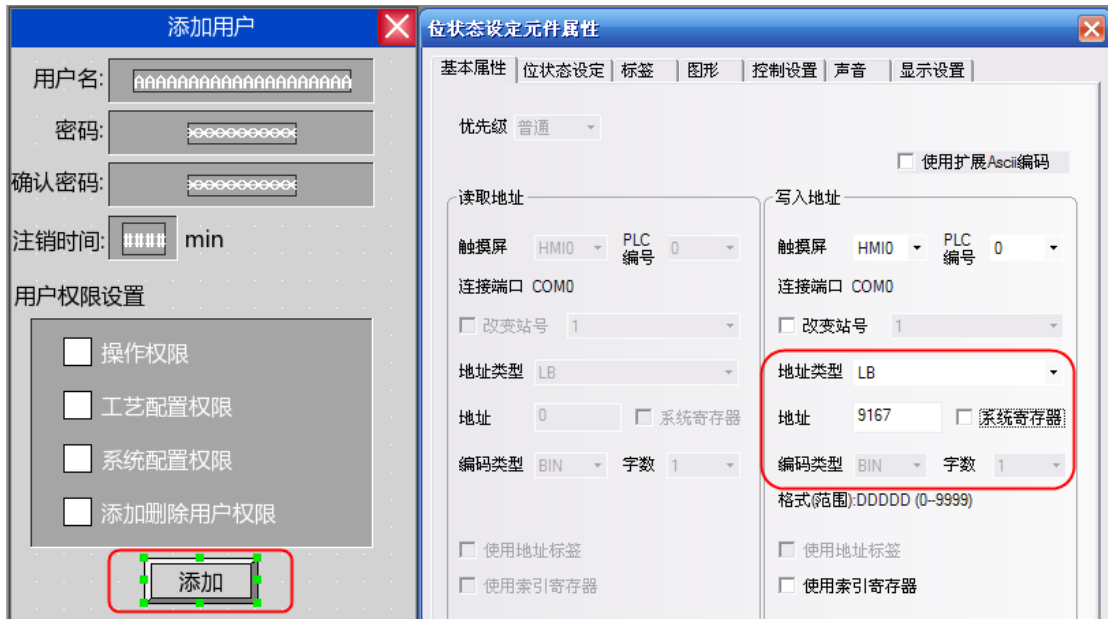 添加用户
用户名: AAAAAAAAAAAAAAAAAAAA
密码: **********
确认密码: **********
注销时间: #### min
用户权限设置
操作权限
工艺配置权限
系统配置权限
添加删除用户权限
添加
位状态设定元件属性
基本属性 位状态设定 标签 图形 控制设置 声音 显示设置
优先级 普通
使用扩展Ascii编码
读取地址
触摸屏 HMI0 PLC编号 0
连接端口 COM0
改变站号 1
地址类型 LB
地址 0 系统寄存器
编码类型 BIN 字数 1
使用地址标签
使用索引寄存器
写入地址
触摸屏 HMI0 PLC编号 0
连接端口 COM0
改变站号 1
地址类型 LB
地址 9167 系统寄存器
编码类型 BIN 字数 1
格式(范围):DDDDD (0--9999)
使用地址标签
使用索引寄存器